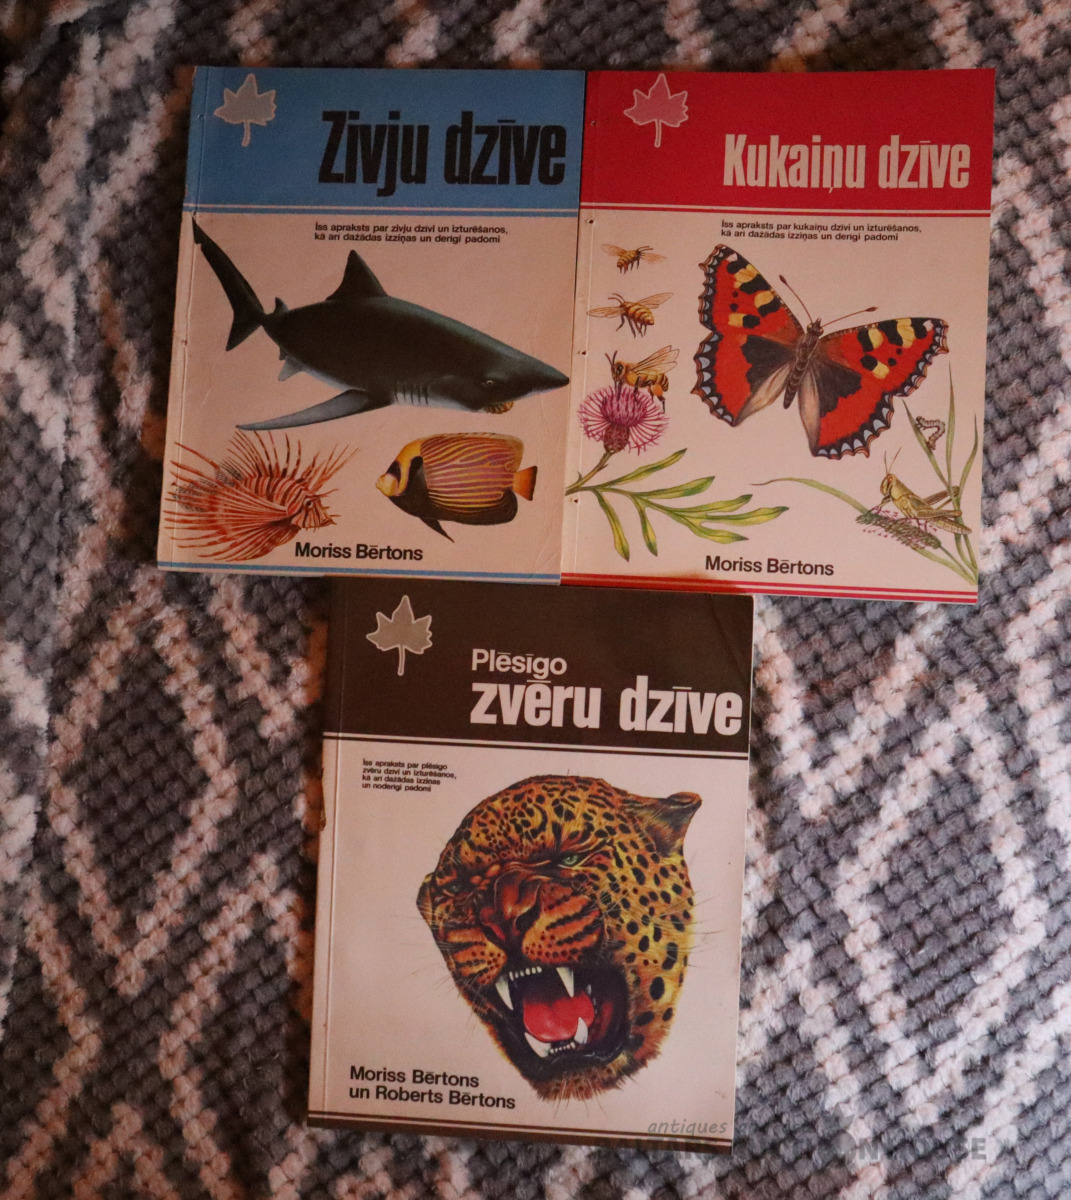 Zivju dzīve
Īss apraksts par zivju dzīvi un izturēšanos,
kā arī dažādas izziņas un derīgi padomi
Moriss Bērtons
Kukaiņu dzīve
Īss apraksts par kukaiņu dzīvi un izturēšanos,
kā arī dažādas izziņas un derīgi padomi
Moriss Bērtons
Plēsīgo
zvēru dzīve
Īss apraksts par plēsīgo
zvēru dzīvi un izturēšanos,
kā arī dažādas izziņas
un noderīgi padomi
Moriss Bērtons
un Roberts Bērtons
antiques